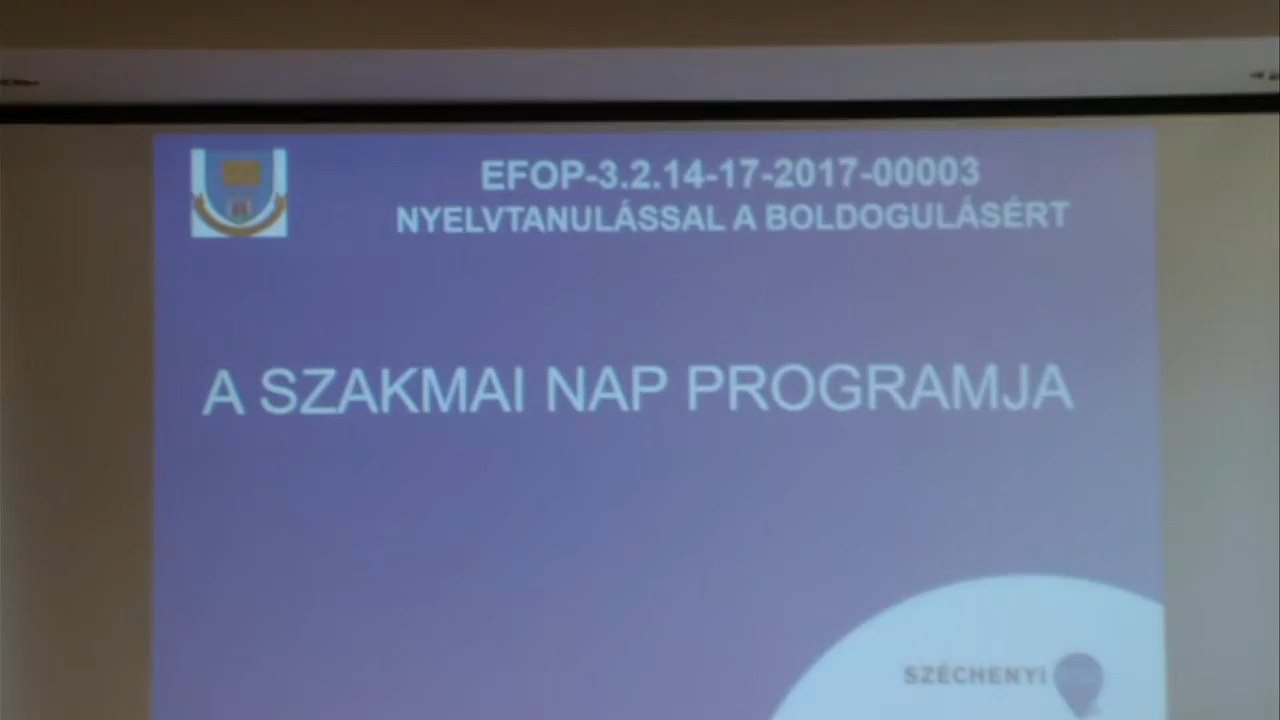 EFOP-3.2.14-17-2017-00003
NYELVTANULÁSSAL A BOLDOGULÁSÉRT
A SZAKMAI NAP PROGRAMJA
SZÉCHENYI